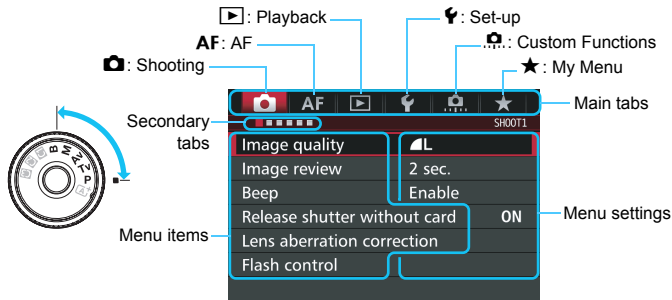 ▶: Playback
: Set-up
AF: AF
: Custom Functions
: Shooting
★: My Menu
AF
Main tabs
Secondary tabs
SHOOT1
Image quality
L
Image review
2 sec.
Beep
Enable
Release shutter without card
ON
Lens aberration correction
Flash control
Menu items
Menu settings
B
M
Av
Tv
P
A+
C
C
C